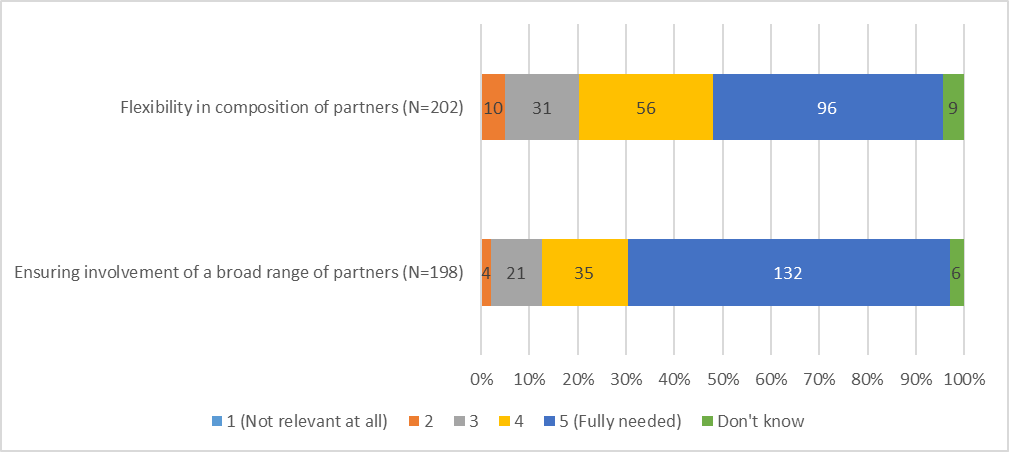 Flexibility in composition of partners (N=202)
10 31 56 96 9
Ensuring involvement of a broad range of partners (N=198)
4 21 35 132 6
0% 10% 20% 30% 40% 50% 60% 70% 80% 90% 100%
1 (Not relevant at all) 2 3 4 5 (Fully needed) Don't know